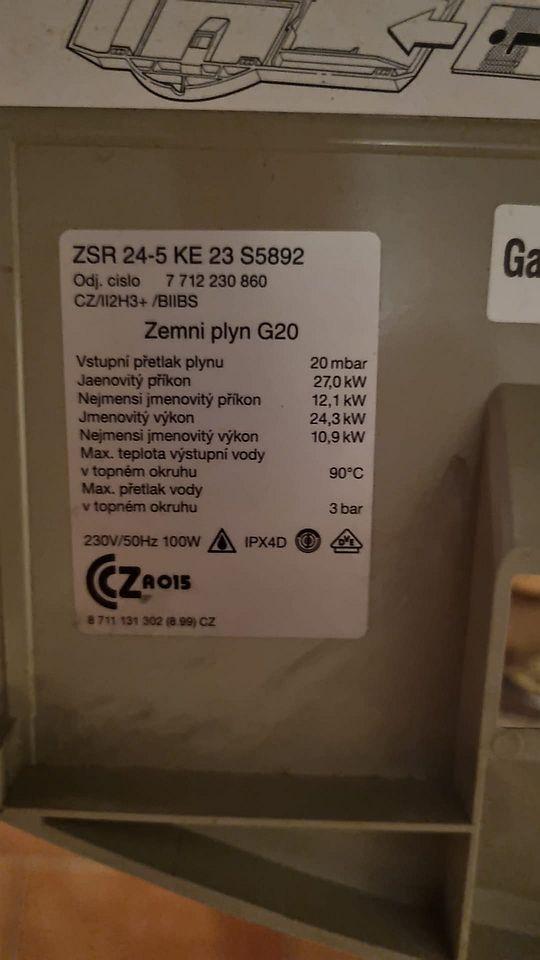 ZSR 24-5 KE 23 S5892
Odj. cislo 7 712 230 860
CZ/II2H3+ /BIIBS
Zemni plyn G20
Vstupní přetlak plynu 20 mbar
Jaenovitý příkon 27,0 kW
Nejmensi jmenovitý příkon 12,1 kW
Jmenovitý výkon 24,3 kW
Nejmensi jmenovitý výkon 10,9 kW
Max. teplota výstupní vody
v topném okruhu 90°C
Max. přetlak vody
v topném okruhu 3 bar
230V/50Hz 100W IPX4D DVE
CZ A015
8 711 131 302 (8.99) CZ
Ga